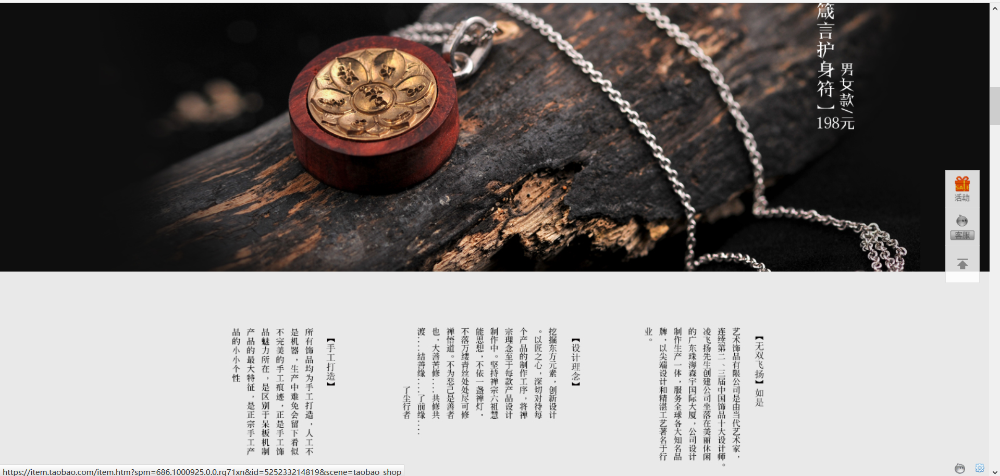 箴言护身符】
男女款/
198元
SALE
活动
客服
【无双飞扬】如是
艺术饰品有限公司是由当代艺术家，
连续第二、三届中国饰品十大设计师。
凌飞扬先生创建公司坐落在美丽休闲
的广东珠海森宇国际大厦，公司设计
制作生产一体，服务全球各大知名品
牌，以尖端设计和精湛工艺著名于行
业。
【设计理念】
挖掘东方元素，创新设计
。以匠之心，深切对待每
个产品的制作工序，将禅
宗理念至于每款产品设计
制作中。坚持禅宗六祖慧
能思想，不依一盏禅灯，
不落万缕青丝处处尽可修
禅悟道。不为恶己是善者
也，大善苦修……共修共
渡……结善缘……了前缘……
了尘行者
【手工打造】
所有饰品均为手工打造，人工不
是机器，生产中难免会留下看似
不完美的手工痕迹，正是手工饰
品魅力所在，是区别于呆板机制
产品的最大特征，是正宗手工产
品的小小个性
https://item.taobao.com/item.htm?spm=686.1000925.0.0.rq71xn&id=525233214819&scene=taobao_shop